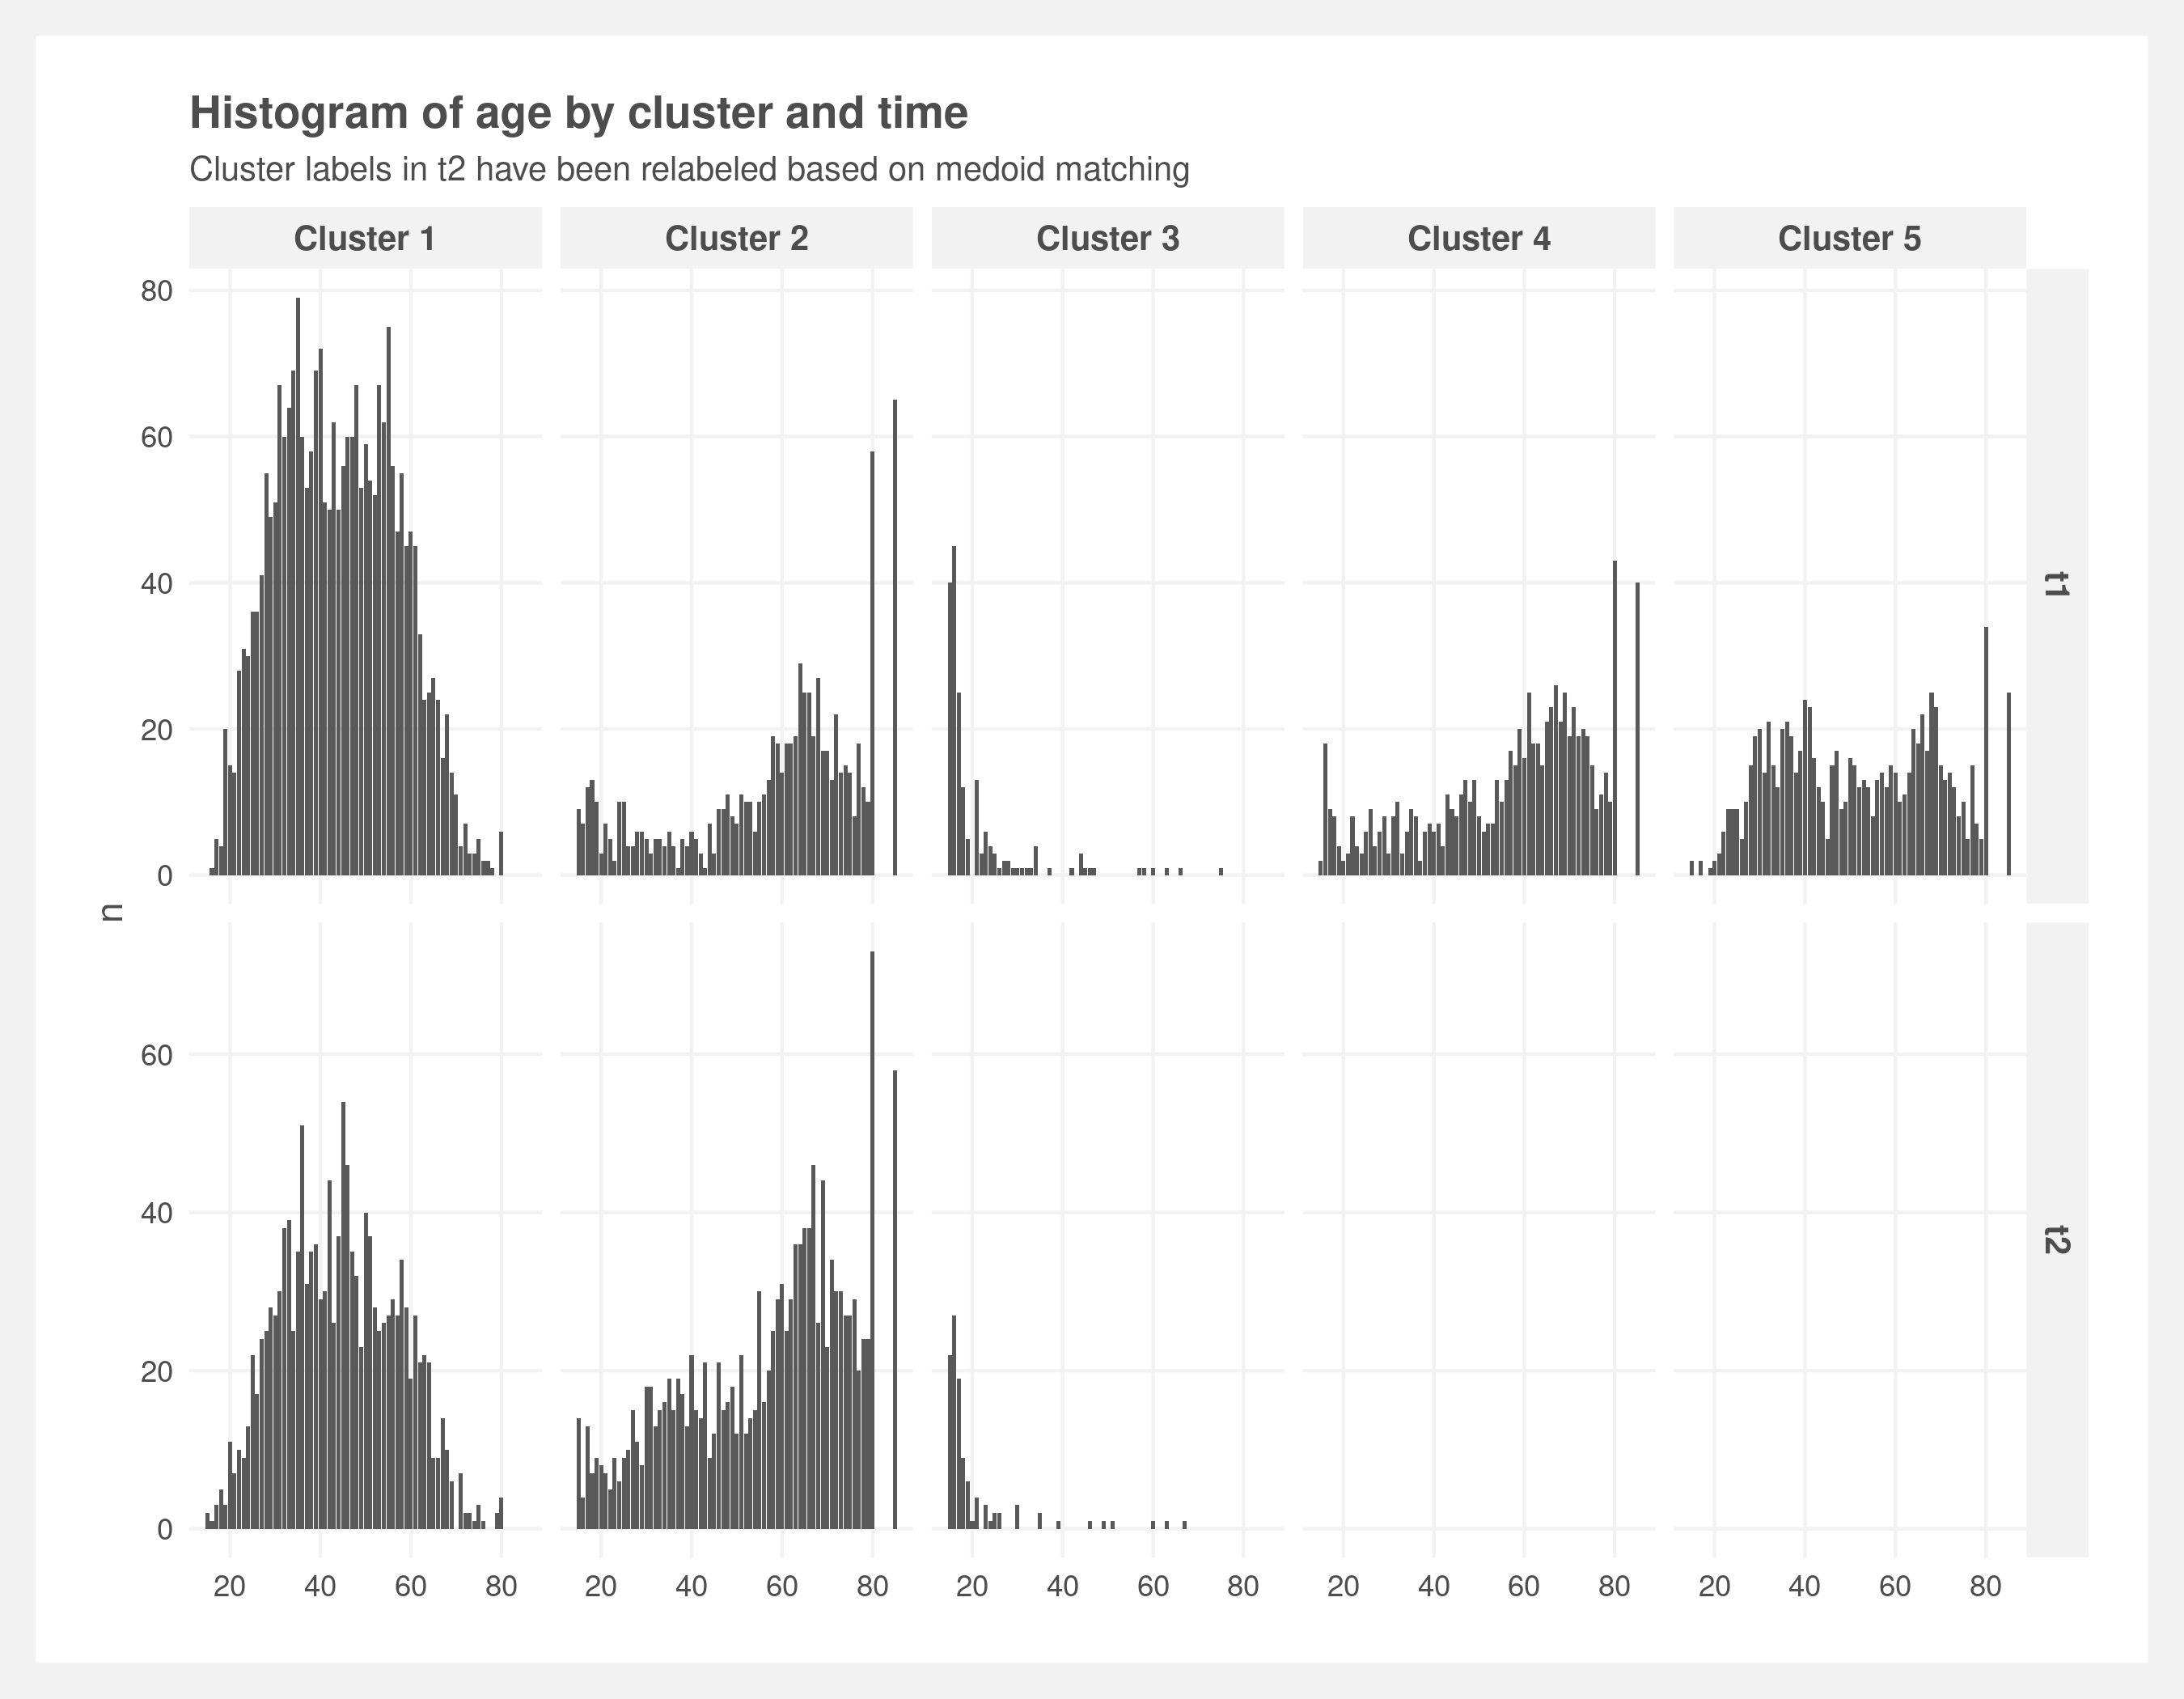 Histogram of age by cluster and time
Cluster labels in t2 have been relabeled based on medoid matching
Cluster 1 Cluster 2 Cluster 3 Cluster 4 Cluster 5
80
60
40
20
0
t1
n
60
40
20
0
t2
20 40 60 80 20 40 60 80 20 40 60 80 20 40 60 80 20 40 60 80